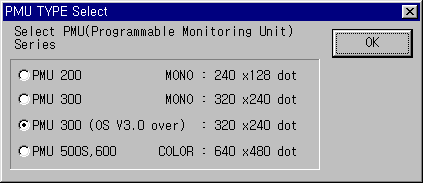 PMU TYPE Select
Select PMU(Programmable Monitoring Unit)
Series
OK
PMU 200 MONO : 240 x128 dot
PMU 300 MONO : 320 x240 dot
PMU 300 (OS V3.0 over) : 320 x240 dot
PMU 500S,600 COLOR : 640 x480 dot